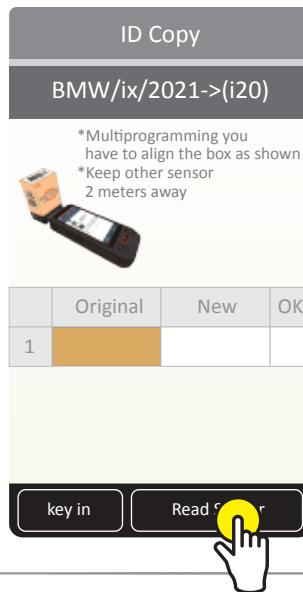 ID Copy
BMW/ix/2021->(i20)
*Multiprogramming you
have to align the box as shown
*Keep other sensor
2 meters away
Original New OK
1
key in Read